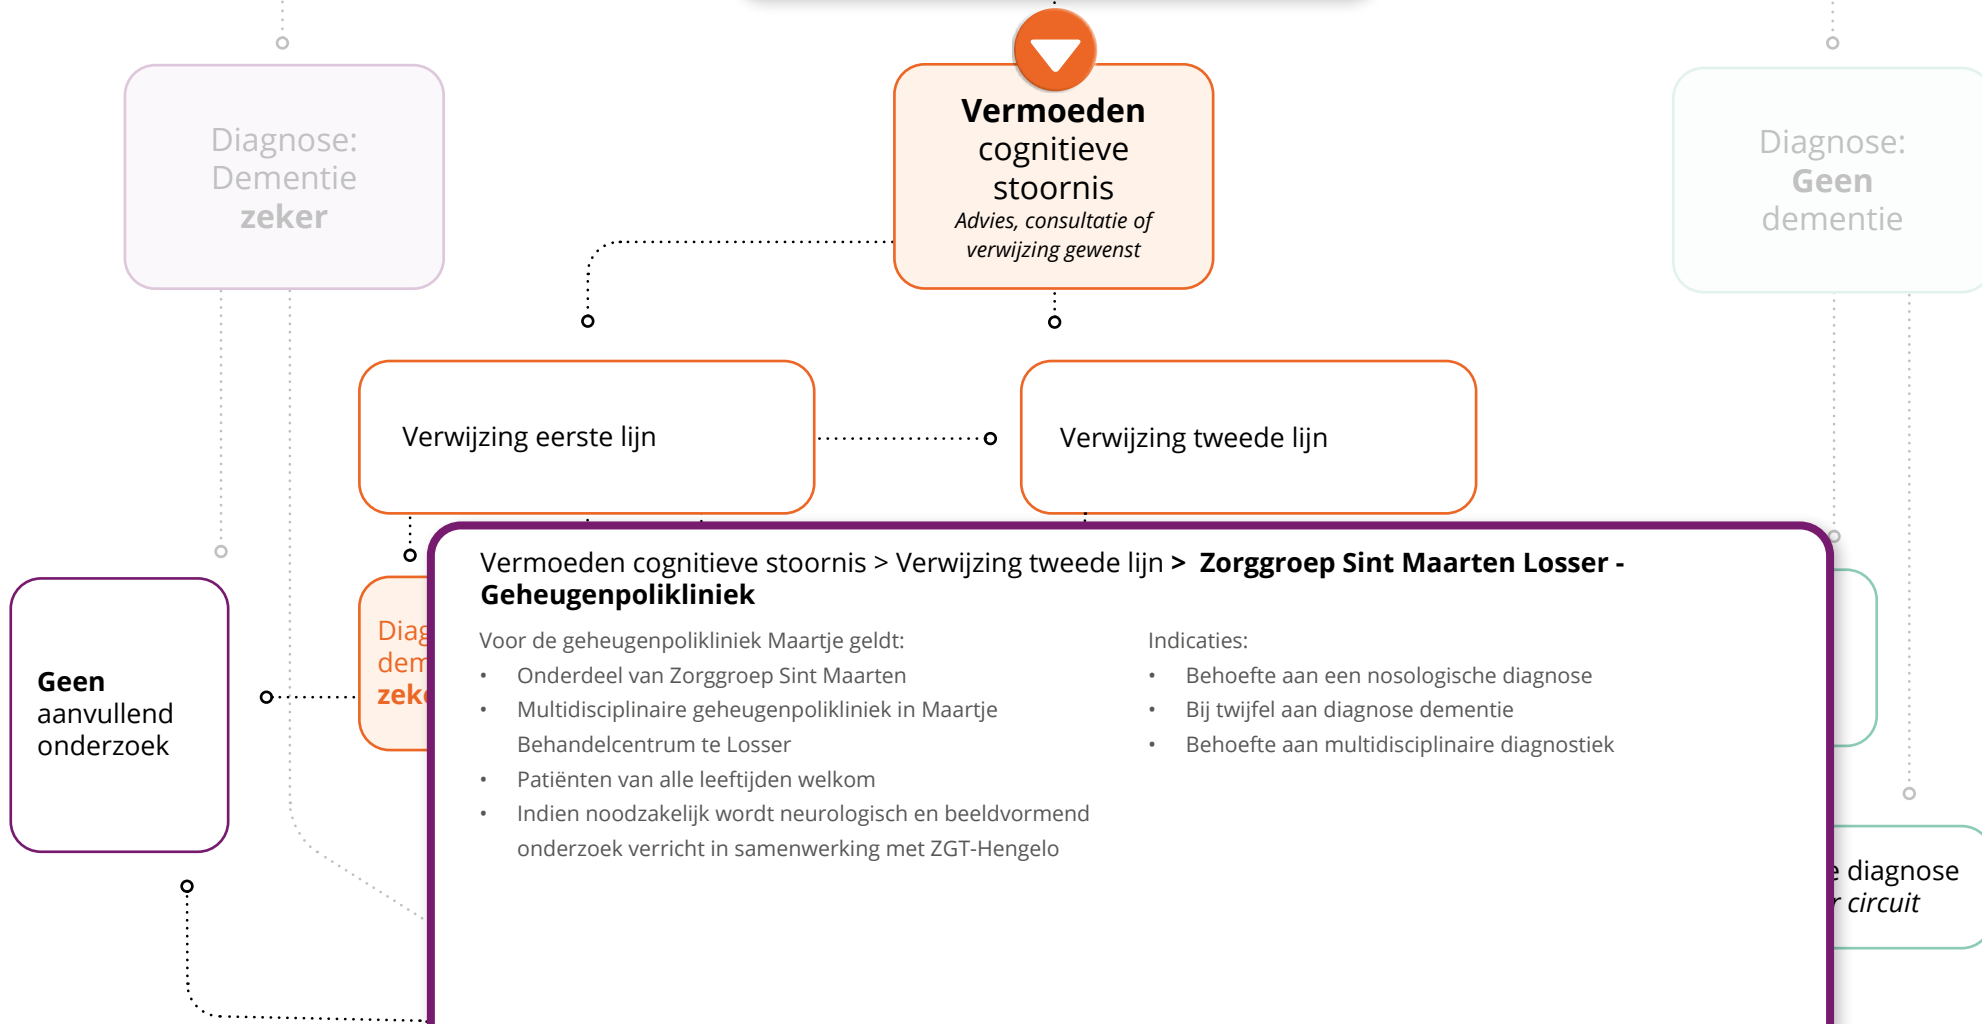 Diagnose:
Dementie
zeker
Vermoeden
cognitieve
stoornis
Advies, consultatie of
verwijzing gewenst
Diagnose:
Geen
dementie
Verwijzing eerste lijn
Verwijzing tweede lijn
Geen
aanvullend
onderzoek
Vermoeden cognitieve stoornis > Verwijzing tweede lijn > Zorggroep Sint Maarten Losser -
Geheugenpolikliniek
Voor de geheugenpolikliniek Maartje geldt:
• Onderdeel van Zorggroep Sint Maarten
• Multidisciplinaire geheugenpolikliniek in Maartje
Behandelcentrum te Losser
• Patiënten van alle leeftijden welkom
• Indien noodzakelijk wordt neurologisch en beeldvormend
onderzoek verricht in samenwerking met ZGT-Hengelo
Indicaties:
• Behoefte aan een nosologische diagnose
• Bij twijfel aan diagnose dementie
• Behoefte aan multidisciplinaire diagnostiek
diagnose
circuit